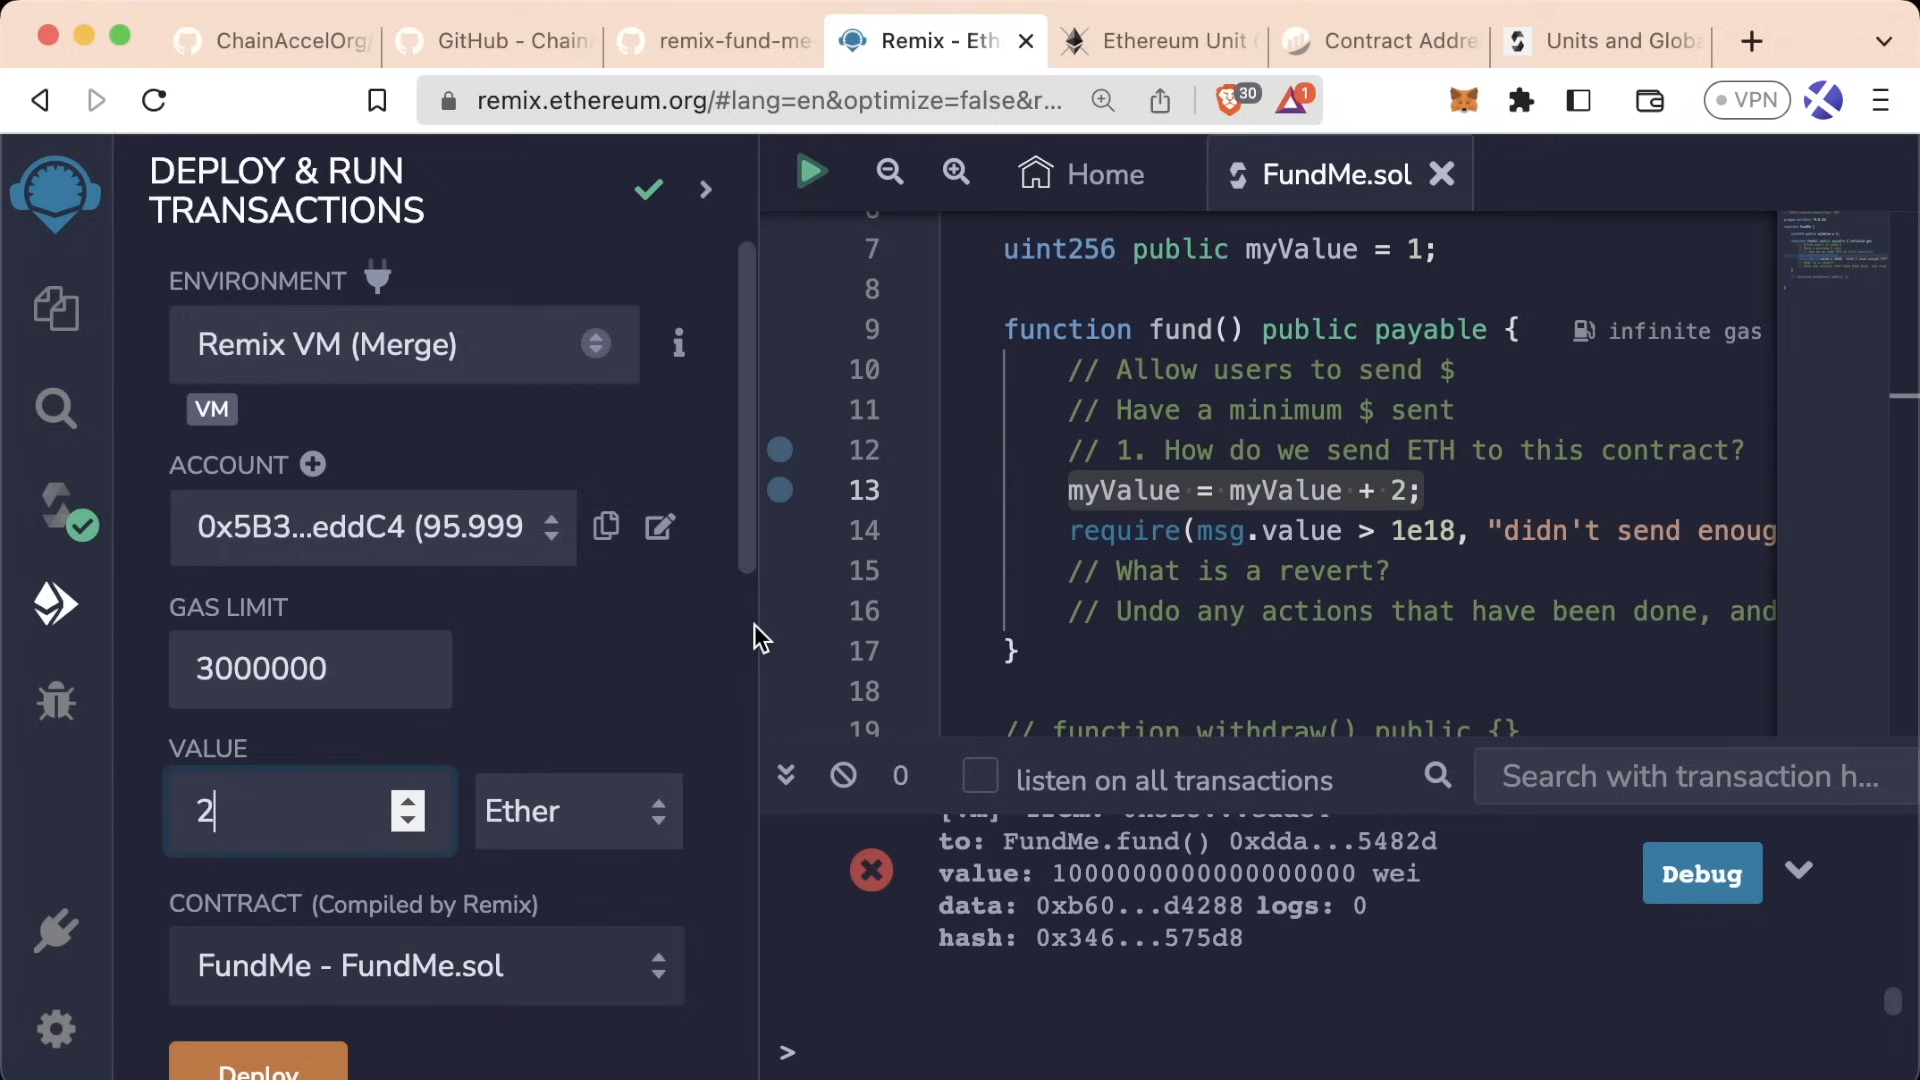 ChainAccelOrg/
GitHub - Chain
remix-fund-me
Remix - Eth
Ethereum Unit
Contract Addre
Units and Globa
remix.ethereum.org/#lang=en&optimize=false&r...
30
1
VPN
DEPLOY & RUN
TRANSACTIONS
ENVIRONMENT
Remix VM (Merge)
VM
ACCOUNT
0x5B3...eddC4 (95.999
GAS LIMIT
3000000
VALUE
2
Ether
CONTRACT (Compiled by Remix)
FundMe - FundMe.sol
Deploy
Home
FundMe.sol
7 uint256 public myValue = 1;
8
9 function fund() public payable { infinite gas
10 // Allow users to send $
11 // Have a minimum $ sent
12 // 1. How do we send ETH to this contract?
13 myValue = myValue + 2;
14 require(msg.value > 1e18, "didn't send enoug
15 // What is a revert?
16 // Undo any actions that have been done, and
17 }
18
19 // function withdraw() public {}
0
listen on all transactions
Search with transaction h...
to: FundMe.fund() 0xdda...5482d
value: 1000000000000000000 wei
data: 0xb60...d4288 logs: 0
hash: 0x346...575d8
Debug
>